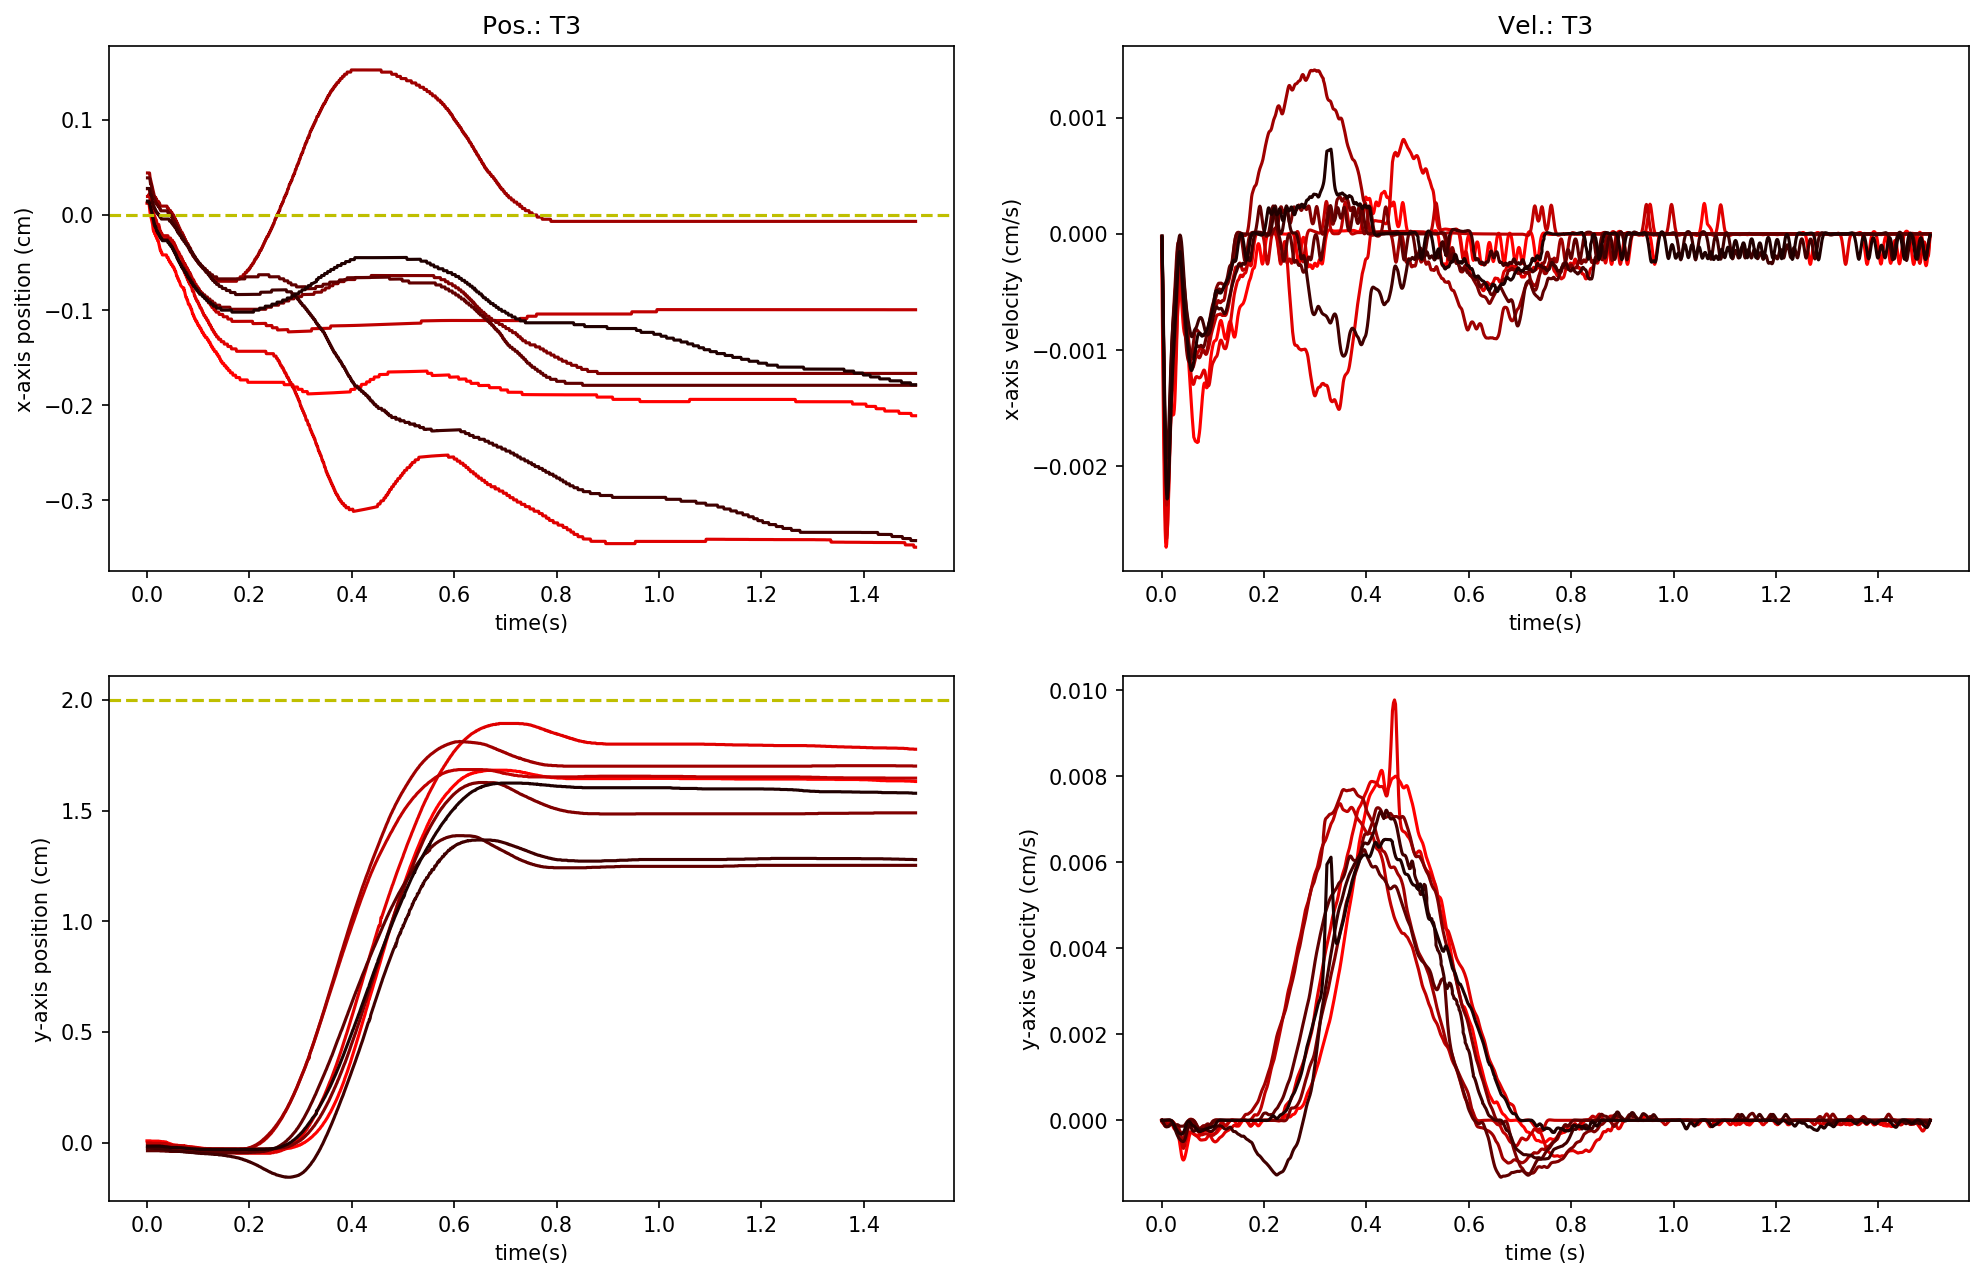 Pos.: T3
x-axis position (cm)
0.1
0.0
−0.1
−0.2
−0.3
0.0 0.2 0.4 0.6 0.8 1.0 1.2 1.4
time(s)
Vel.: T3
x-axis velocity (cm/s)
0.001
0.000
−0.001
−0.002
0.0 0.2 0.4 0.6 0.8 1.0 1.2 1.4
time(s)
y-axis position (cm)
2.0
1.5
1.0
0.5
0.0
0.0 0.2 0.4 0.6 0.8 1.0 1.2 1.4
time(s)
y-axis velocity (cm/s)
0.010
0.008
0.006
0.004
0.002
0.000
0.0 0.2 0.4 0.6 0.8 1.0 1.2 1.4
time (s)